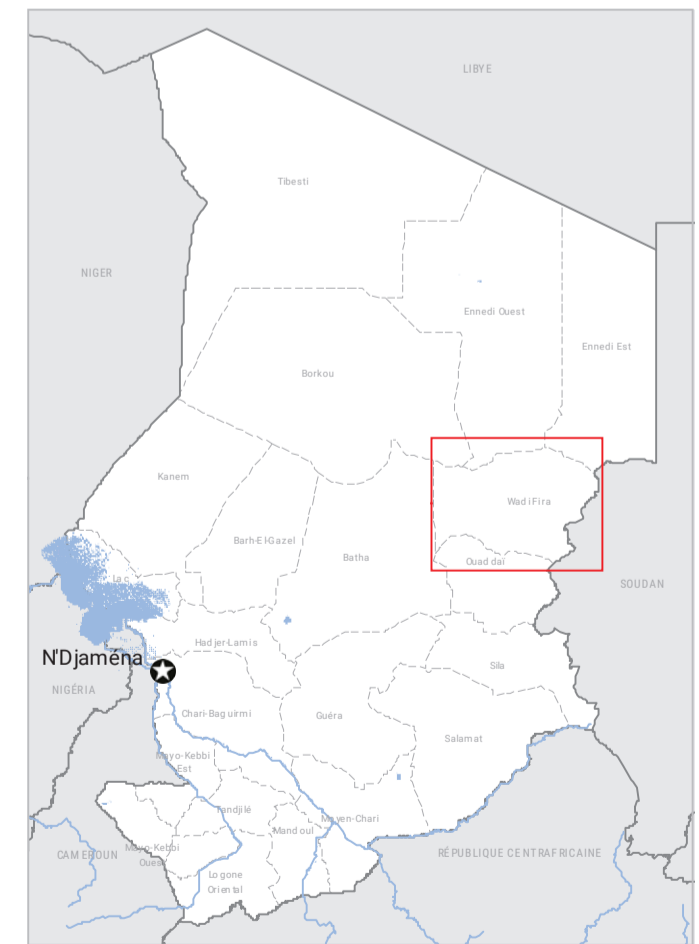 LIBYE
Tibesti
NIGER
Ennedi Ouest
Ennedi Est
Borkou
Kanem
Wadi Fira
Barh-El-Gazel
Batha
Ouaddaï
Lac
SOUDAN
Hadjer-Lamis
N'Djaména
Sila
NIGÉRIA
Chari-Baguirmi
Guéra
Salamat
Mayo-Kebbi
Est
Tandjilé
Moyen-Chari
Mandoul
CAMEROUN
Mayo-Kebbi
Ouest
RÉPUBLIQUE CENTRAFRICAINE
Logone
Oriental